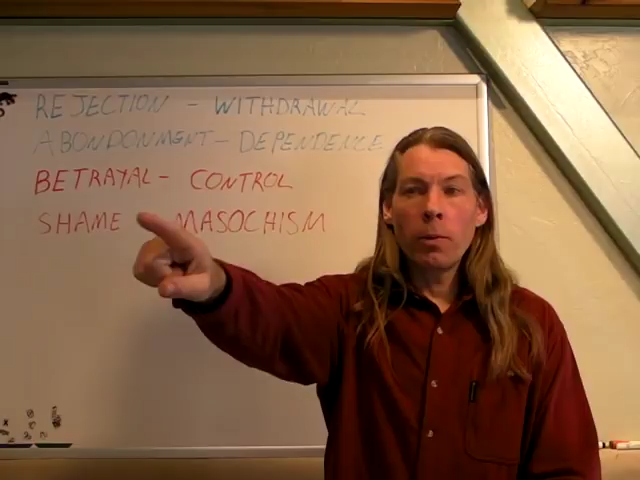 REJECTION - WITHDRAWAL
ABONDONMENT - DEPENDENCE
BETRAYAL - CONTROL
SHAME MASOCHISM